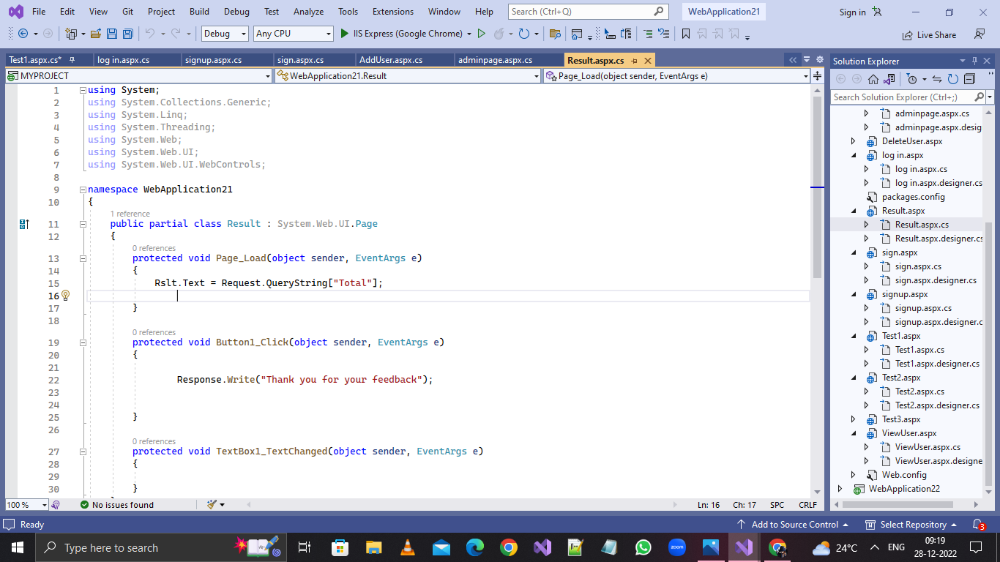 File Edit View Git Project Build Debug Test Analyze Tools Extensions Window Help Search (Ctrl+Q) WebApplication21 Sign in
Debug Any CPU IIS Express (Google Chrome) Live Share
Test1.aspx.cs* log in.aspx.cs signup.aspx.cs sign.aspx.cs AddUser.aspx.cs adminpage.aspx.cs Result.aspx.cs
MYPROJECT WebApplication21.Result Page_Load(object sender, EventArgs e)
1 using System;
2 using System.Collections.Generic;
3 using System.Linq;
4 using System.Threading;
5 using System.Web;
6 using System.Web.UI;
7 using System.Web.UI.WebControls;
8
9 namespace WebApplication21
10 {
1 reference
11 public partial class Result : System.Web.UI.Page
12 {
0 references
13 protected void Page_Load(object sender, EventArgs e)
14 {
15 Rslt.Text = Request.QueryString["Total"];
16
17 }
18
0 references
19 protected void Button1_Click(object sender, EventArgs e)
20 {
21
22 Response.Write("Thank you for your feedback");
23
24
25 }
26
0 references
27 protected void TextBox1_TextChanged(object sender, EventArgs e)
28 {
29
30 }
100 % No issues found Ln: 16 Ch: 17 SPC CRLF
Solution Explorer
Search Solution Explorer (Ctrl+;)
adminpage.aspx.cs
adminpage.aspx.desig
DeleteUser.aspx
log in.aspx
log in.aspx.cs
log in.aspx.designer.cs
packages.config
Result.aspx
Result.aspx.cs
Result.aspx.designer.cs
sign.aspx
sign.aspx.cs
sign.aspx.designer.cs
signup.aspx
signup.aspx.cs
signup.aspx.designer.c
Test1.aspx
Test1.aspx.cs
Test1.aspx.designer.cs
Test2.aspx
Test2.aspx.cs
Test2.aspx.designer.cs
Test3.aspx
ViewUser.aspx
ViewUser.aspx.cs
ViewUser.aspx.designe
Web.config
WebApplication22
Ready Add to Source Control Select Repository 3
Type here to search zoom 24°C ENG 09:19
28-12-2022